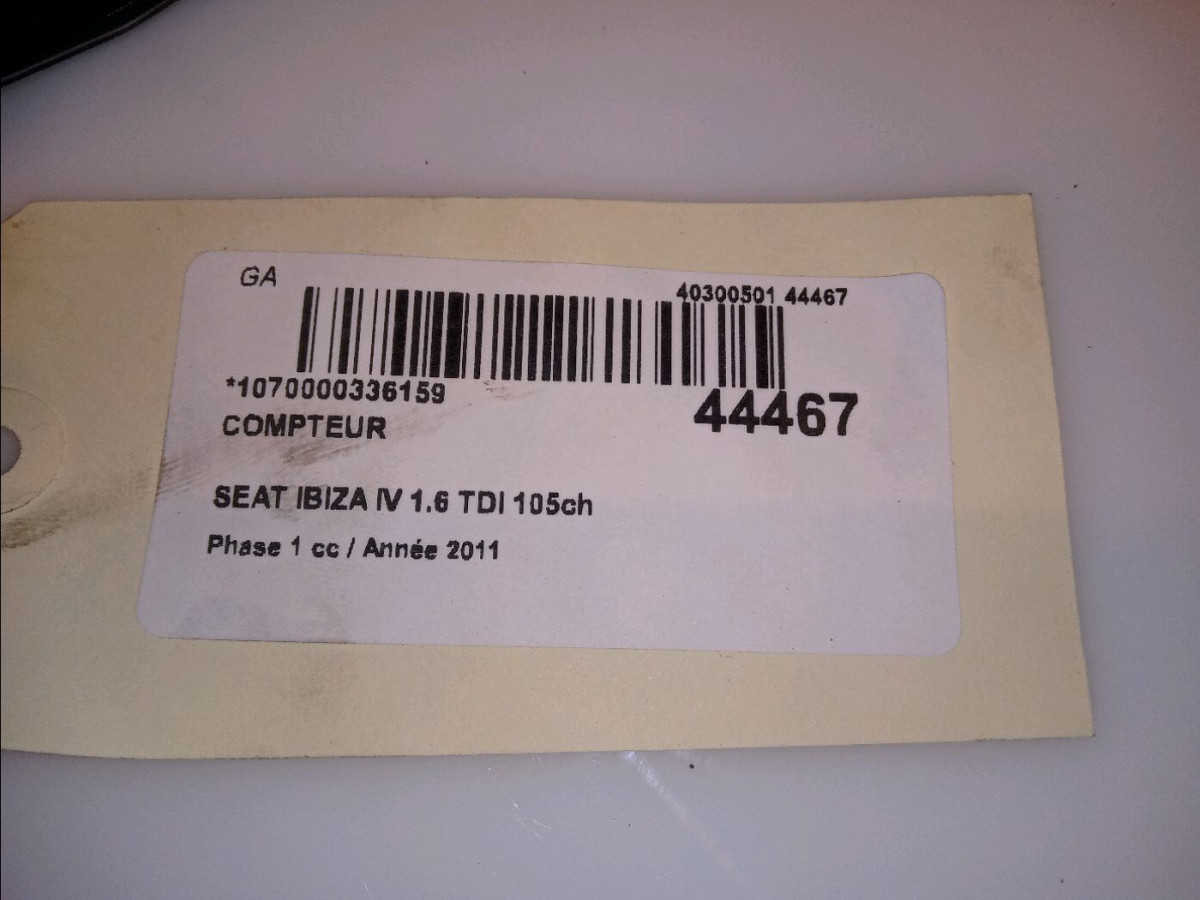 GA
40300501 44467
*1070000336159
44467
COMPTEUR
SEAT IBIZA IV 1.6 TDI 105ch
Phase 1 cc / Année 2011